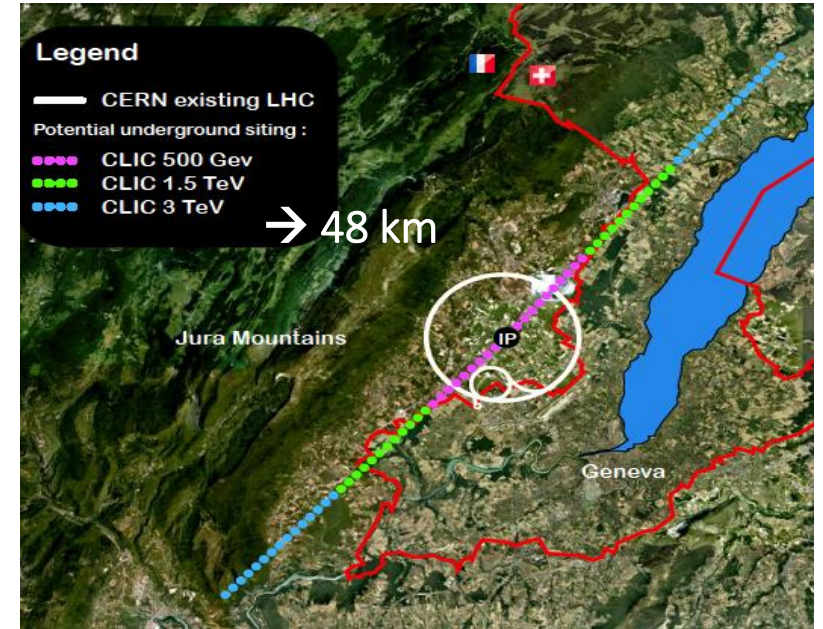 Legend
CERN existing LHC
Potential underground siting :
CLIC 500 Gev
CLIC 1.5 TeV
CLIC 3 TeV
→ 48 km
Jura Mountains
IP
Geneva